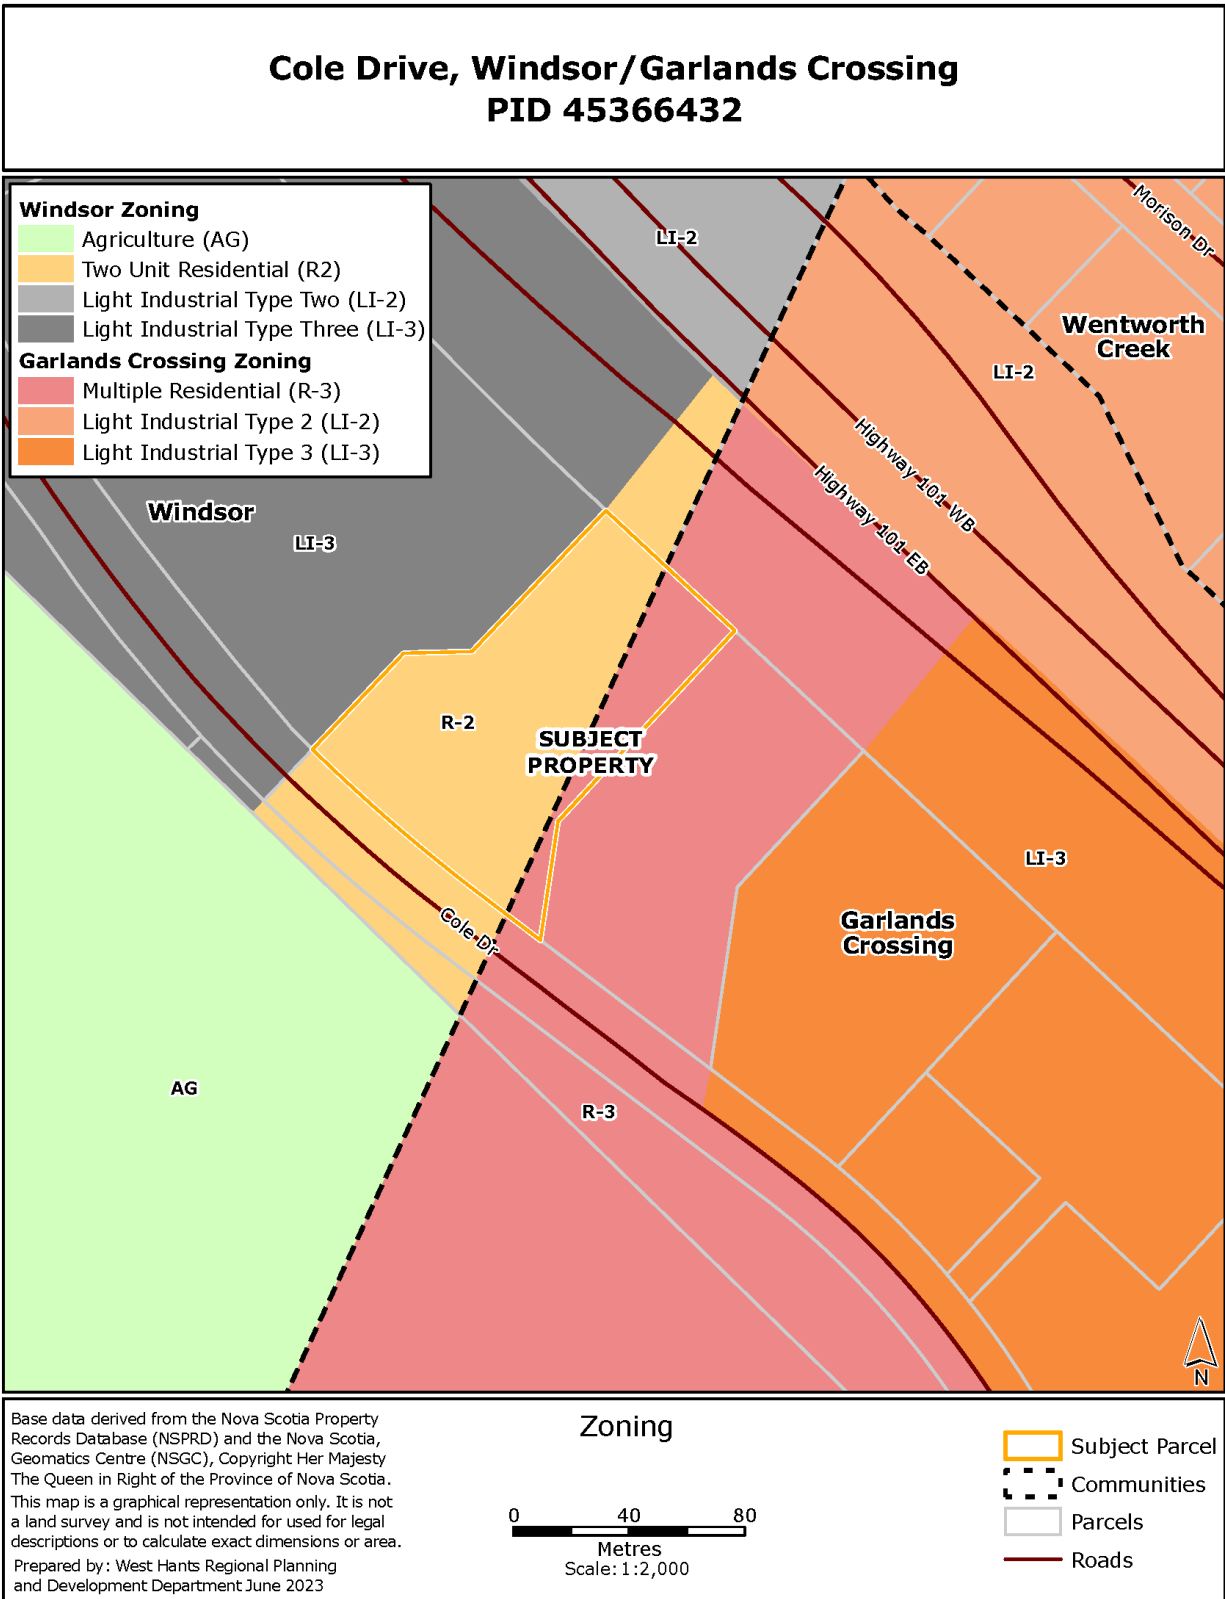 Cole Drive, Windsor/Garlands Crossing
PID 45366432
Windsor Zoning
Agriculture (AG)
Two Unit Residential (R2)
Light Industrial Type Two (LI-2)
Light Industrial Type Three (LI-3)
Garlands Crossing Zoning
Multiple Residential (R-3)
Light Industrial Type 2 (LI-2)
Light Industrial Type 3 (LI-3)
LI-2
Morison Dr
Wentworth
Creek
LI-2
Highway 101 WB
Highway 101 EB
Windsor
LI-3
R-2
SUBJECT
PROPERTY
LI-3
Garlands
Crossing
Cole Dr
AG
R-3
N
Base data derived from the Nova Scotia Property
Records Database (NSPRD) and the Nova Scotia,
Geomatics Centre (NSGC), Copyright Her Majesty
The Queen in Right of the Province of Nova Scotia.
This map is a graphical representation only. It is not
a land survey and is not intended for used for legal
descriptions or to calculate exact dimensions or area.
Prepared by: West Hants Regional Planning
and Development Department June 2023
Zoning
0 40 80
Metres
Scale: 1:2,000
Subject Parcel
Communities
Parcels
Roads